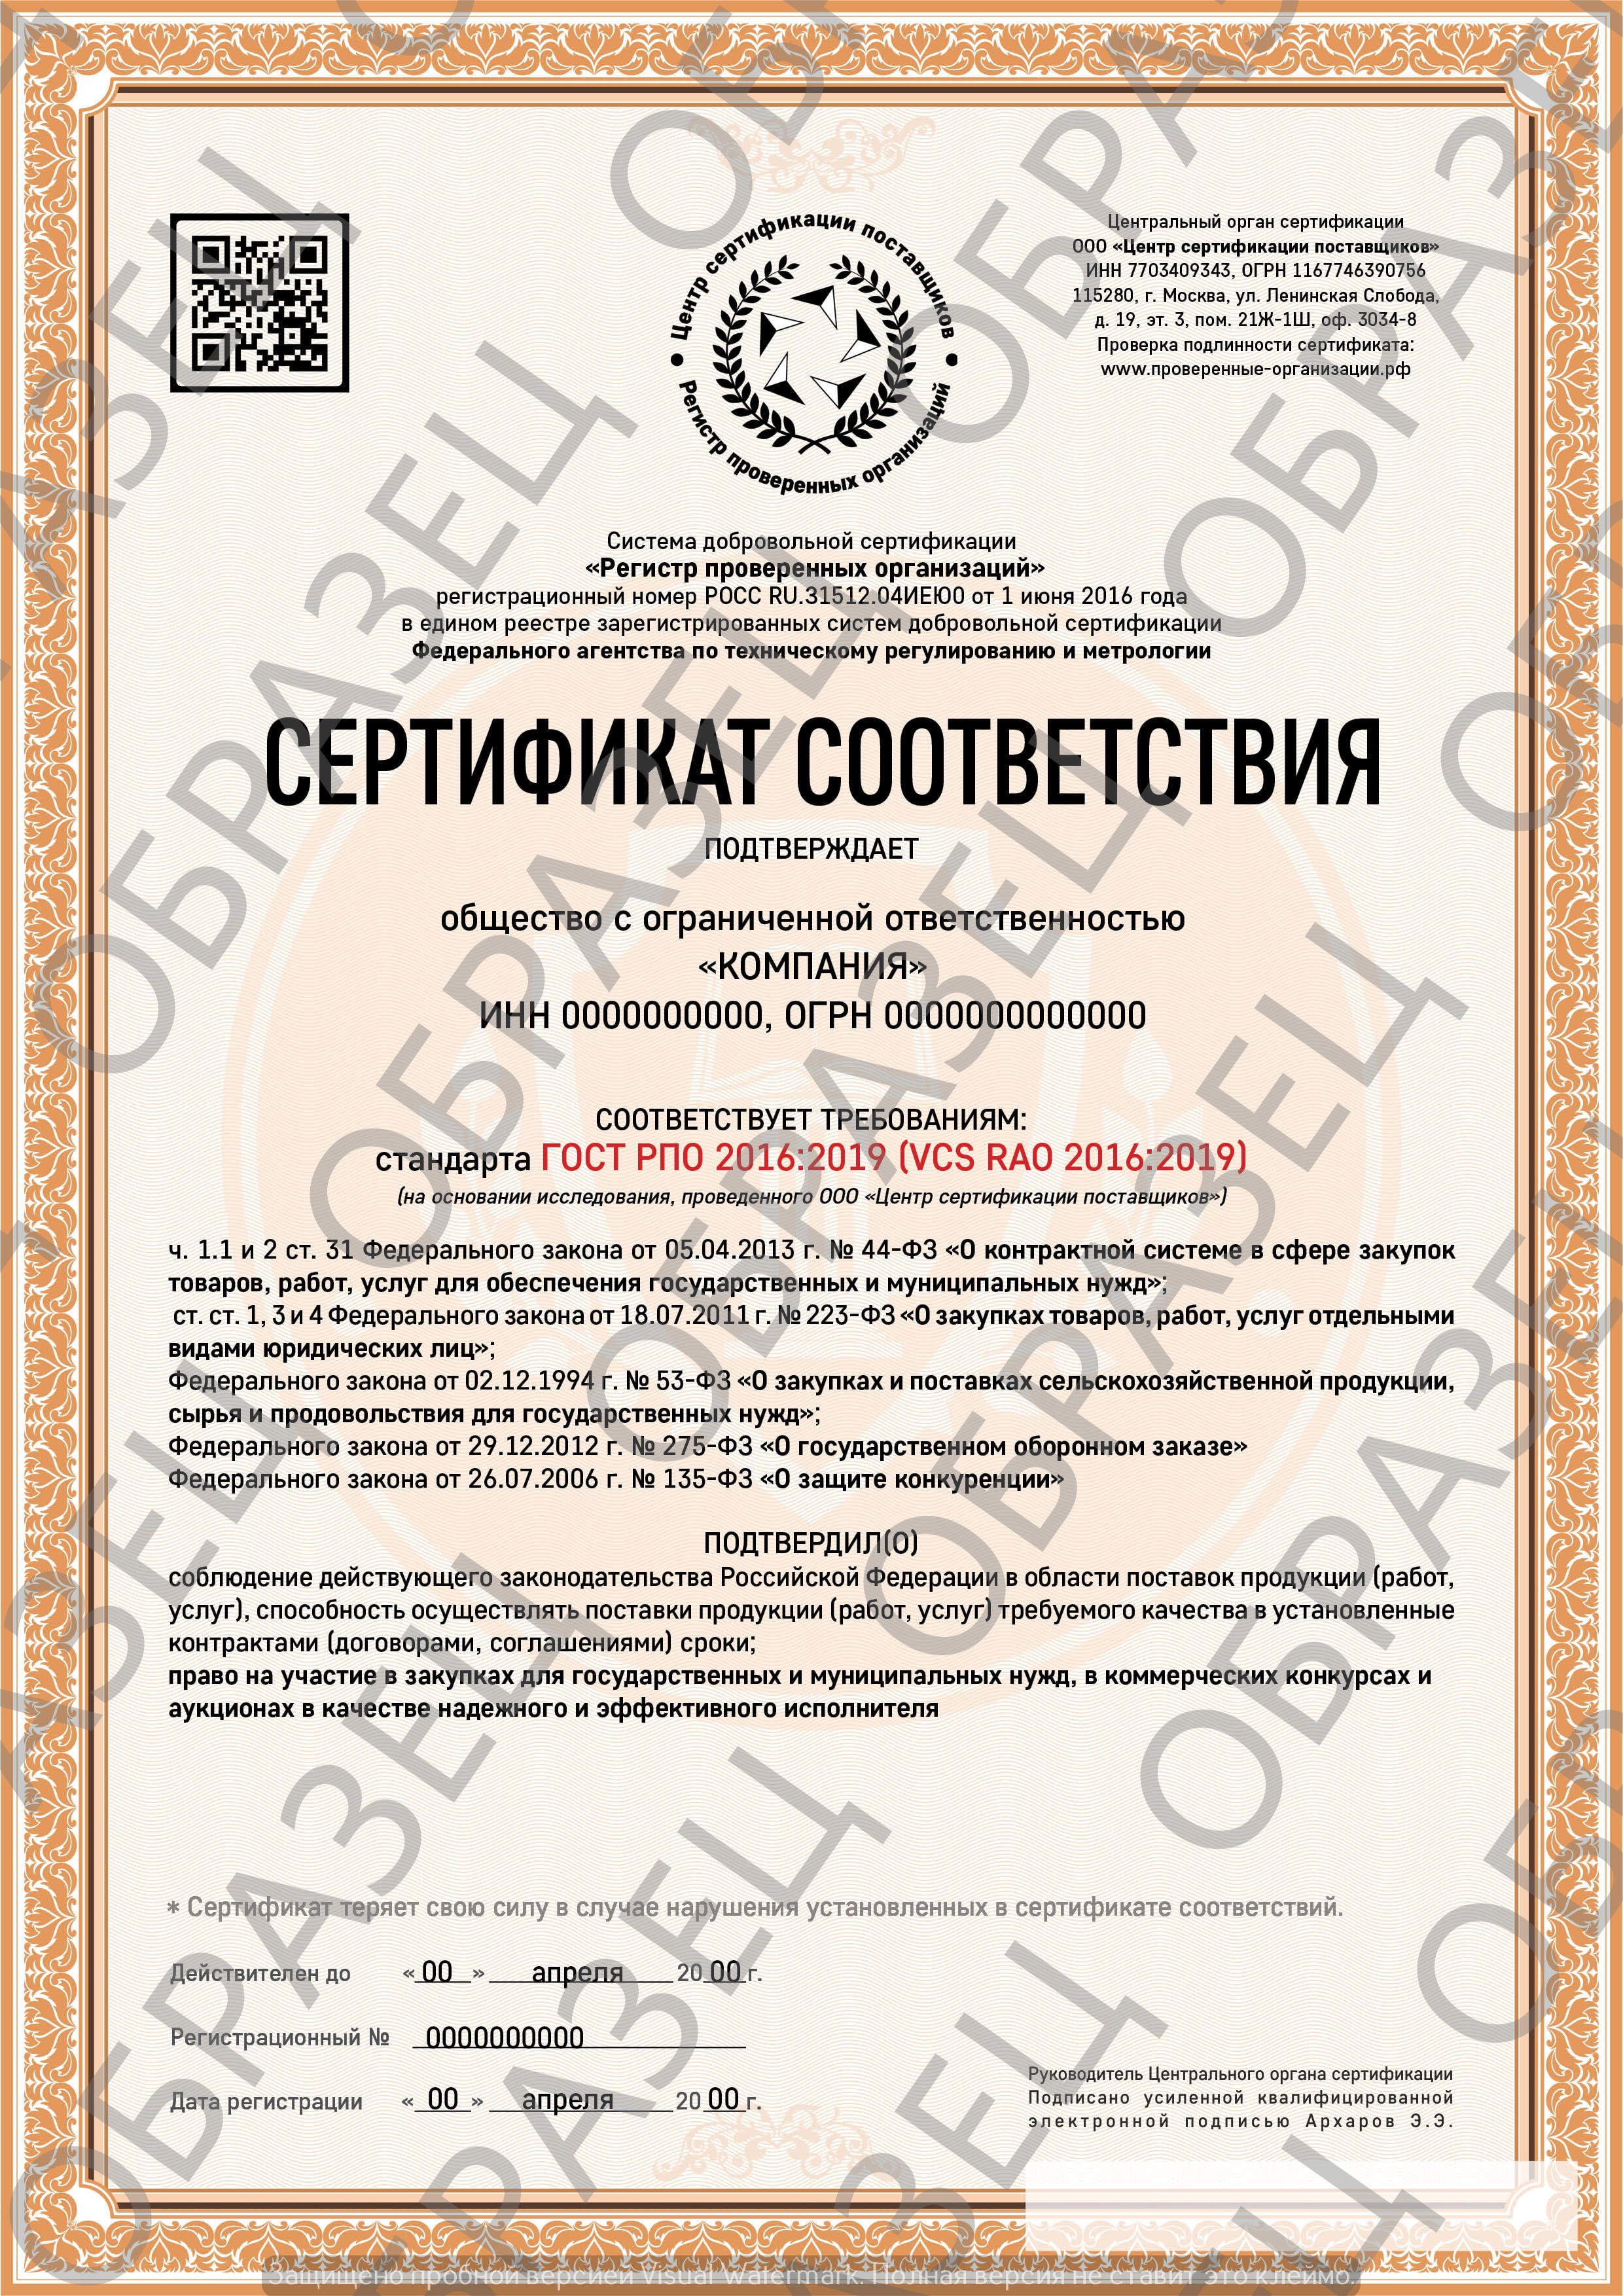 Центр сертификации поставщиков
Регистр проверенных организаций
Центральный орган сертификации
ООО «Центр сертификации поставщиков»
ИНН 7703409343, ОГРН 1167746390756
115280, г. Москва, ул. Ленинская Слобода,
д. 19, эт. 3, пом. 21Ж-1Ш, оф. 3034-8
Проверка подлинности сертификата:
www.проверенные-организации.рф
Система добровольной сертификации
«Регистр проверенных организаций»
регистрационный номер РОСС RU.31512.04ИЕЮ0 от 1 июня 2016 года
в едином реестре зарегистрированных систем добровольной сертификации
Федерального агентства по техническому регулированию и метрологии
СЕРТИФИКАТ СООТВЕТСТВИЯ
ПОДТВЕРЖДАЕТ
общество с ограниченной ответственностью
«КОМПАНИЯ»
ИНН 0000000000, ОГРН 0000000000000
СООТВЕТСТВУЕТ ТРЕБОВАНИЯМ:
стандарта ГОСТ РПО 2016:2019 (VCS RAO 2016:2019)
(на основании исследования, проведенного ООО «Центр сертификации поставщиков»)
ч. 1.1 и 2 ст. 31 Федерального закона от 05.04.2013 г. № 44-ФЗ «О контрактной системе в сфере закупок
товаров, работ, услуг для обеспечения государственных и муниципальных нужд»;
ст. ст. 1, 3 и 4 Федерального закона от 18.07.2011 г. № 223-ФЗ «О закупках товаров, работ, услуг отдельными
видами юридических лиц»;
Федерального закона от 02.12.1994 г. № 53-ФЗ «О закупках и поставках сельскохозяйственной продукции,
сырья и продовольствия для государственных нужд»;
Федерального закона от 29.12.2012 г. № 275-ФЗ «О государственном оборонном заказе»
Федерального закона от 26.07.2006 г. № 135-ФЗ «О защите конкуренции»
ПОДТВЕРДИЛ(О)
соблюдение действующего законодательства Российской Федерации в области поставок продукции (работ,
услуг), способность осуществлять поставки продукции (работ, услуг) требуемого качества в установленные
контрактами (договорами, соглашениями) сроки;
право на участие в закупках для государственных и муниципальных нужд, в коммерческих конкурсах и
аукционах в качестве надежного и эффективного исполнителя
* Сертификат теряет свою силу в случае нарушения установленных в сертификате соответствий.
Действителен до « 00 » апреля 20 00 г.
Регистрационный № 0000000000
Дата регистрации « 00 » апреля 20 00 г.
Руководитель Центрального органа сертификации
Подписано усиленной квалифицированной
электронной подписью Архаров Э.Э.
ОБРАЗЕЦ ОБРАЗЕЦ
ОБРАЗЕЦ ОБРАЗЕЦ
ОБРАЗЕЦ ОБРАЗЕЦ
Защищено пробной версией Visual Watermark. Полная версия не ставит это клеймо.